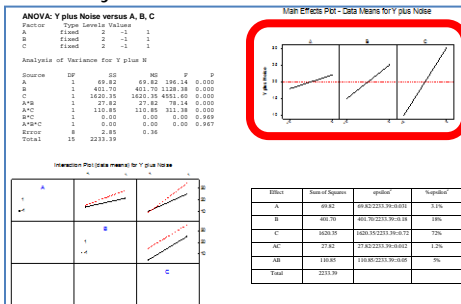 ANOVA: Y plus Noise versus A, B, C
Factor Type Levels Values
A fixed 2 -1 1
B fixed 2 -1 1
C fixed 2 -1 1
Analysis of Variance for Y plus N
Source DF SS MS F P
A 1 69.82 69.82 196.14 0.000
B 1 401.70 401.70 1128.38 0.000
C 1 1620.35 1620.35 4551.60 0.000
A*B 1 27.82 27.82 78.14 0.000
A*C 1 110.85 110.85 311.38 0.000
B*C 1 0.00 0.00 0.00 0.969
A*B*C 1 0.00 0.00 0.00 0.967
Error 8 2.85 0.36
Total 15 2233.39
Main Effects Plot - Data Means for Y plus Noise
A B C
Y plus Noise
Interaction Plot (data means) for Y plus Noise
A
B
C
Effect Sum of Squares epsilon² %epsilon²
A 69.82 69.82/2233.39=0.031 3.1%
B 401.70 401.70/2233.39=0.18 18%
C 1620.35 1620.35/2233.39=0.72 72%
AC 27.82 27.82/2233.39=0.012 1.2%
AB 110.85 110.85/2233.39=0.05 5%
Total 2233.39